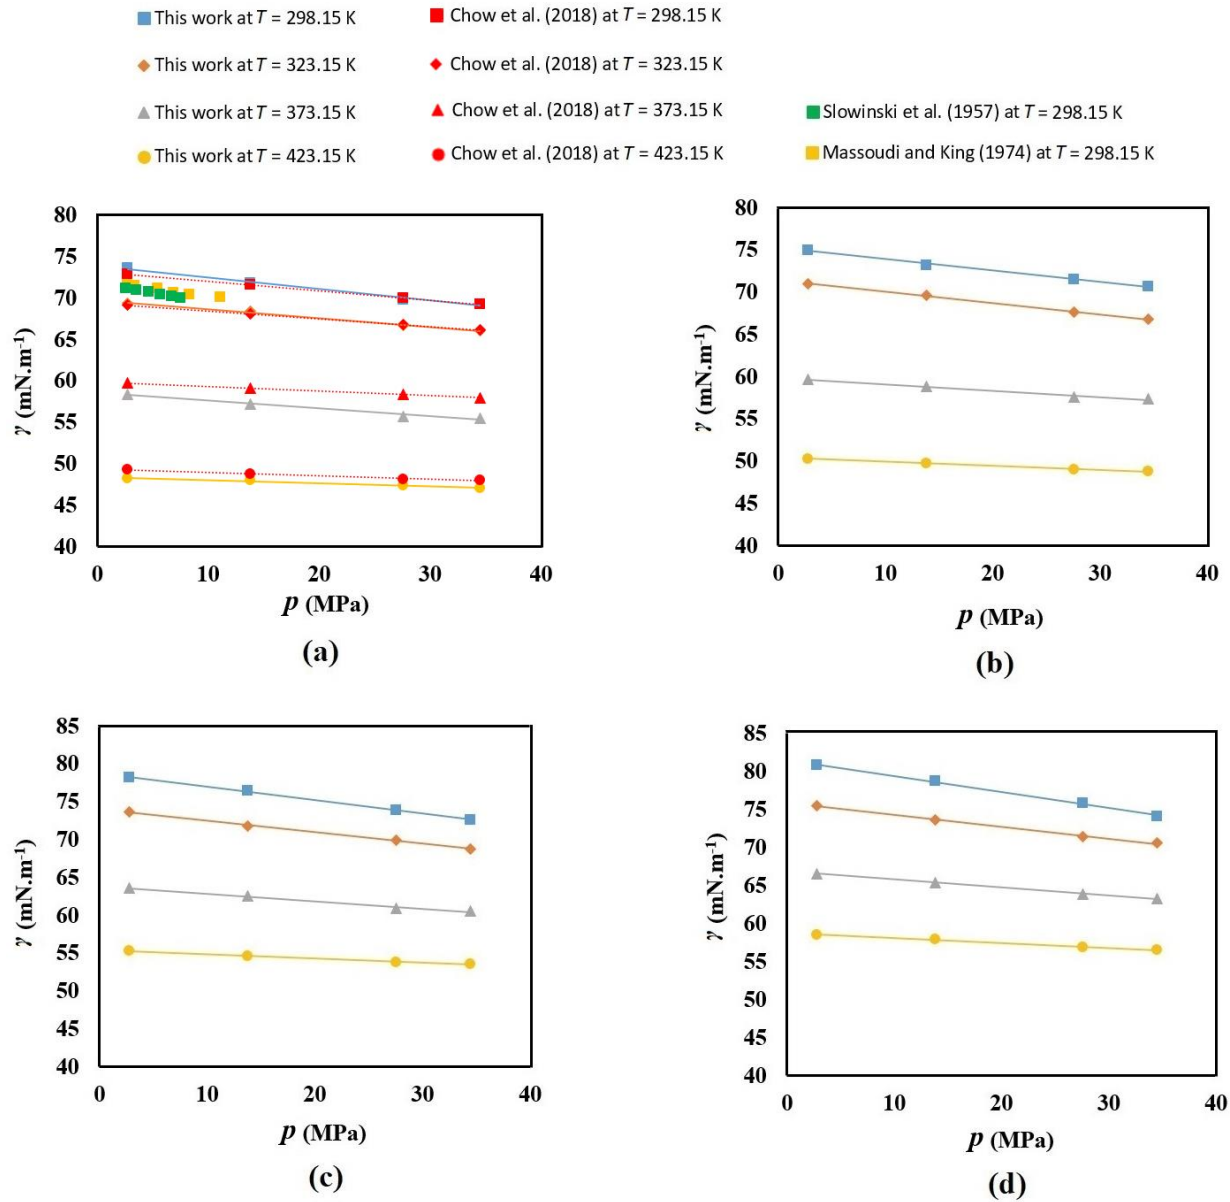 This work at T = 298.15 K
Chow et al. (2018) at T = 298.15 K
This work at T = 323.15 K
Chow et al. (2018) at T = 323.15 K
This work at T = 373.15 K
Chow et al. (2018) at T = 373.15 K
Slowinski et al. (1957) at T = 298.15 K
This work at T = 423.15 K
Chow et al. (2018) at T = 423.15 K
Massoudi and King (1974) at T = 298.15 K
80
75
70
65
60
55
50
45
40
γ (mN.m-1)
0 10 20 30 40
p (MPa)
(a)
80
75
70
65
60
55
50
45
40
γ (mN.m-1)
0 10 20 30 40
p (MPa)
(b)
85
80
75
70
65
60
55
50
45
40
γ (mN.m-1)
0 10 20 30 40
p (MPa)
(c)
85
80
75
70
65
60
55
50
45
40
γ (mN.m-1)
0 10 20 30 40
p (MPa)
(d)